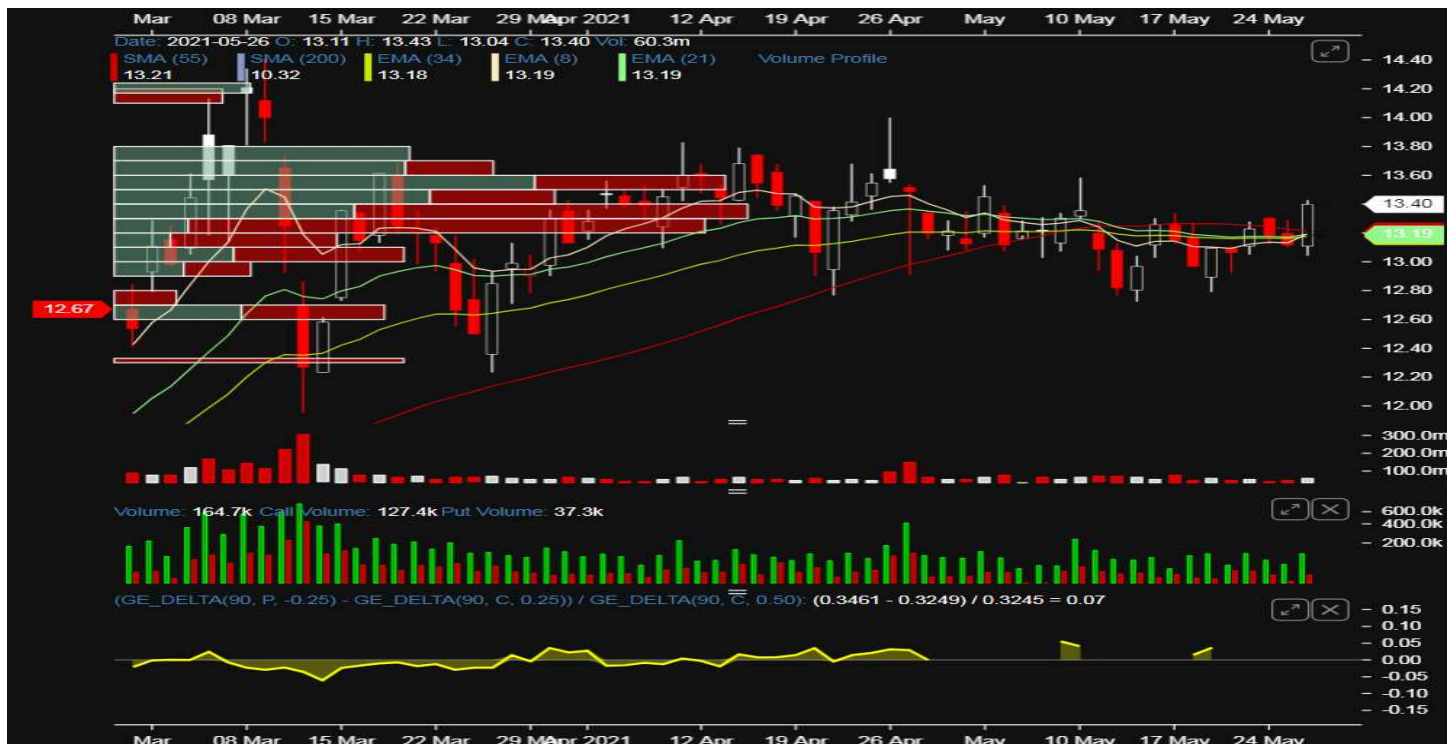 Mar 08 Mar 15 Mar 22 Mar 29 Mar Apr 2021 12 Apr 19 Apr 26 Apr May 10 May 17 May 24 May
Date: 2021-05-26 O: 13.11 H: 13.43 L: 13.04 C: 13.40 Vol: 60.3m
SMA (55) SMA (200) EMA (34) EMA (8) EMA (21) Volume Profile
13.21 10.32 13.18 13.19 13.19
14.40
14.20
14.00
13.80
13.60
13.40
13.19
13.00
12.80
12.67
12.60
12.40
12.20
12.00
300.0m
200.0m
100.0m
Volume: 164.7k Call Volume: 127.4k Put Volume: 37.3k
600.0k
400.0k
200.0k
(GE_DELTA(90, P, -0.25) - GE_DELTA(90, C, 0.25)) / GE_DELTA(90, C, 0.50): (0.3461 - 0.3249) / 0.3245 = 0.07
0.15
0.10
0.05
0.00
-0.05
-0.10
-0.15
Mar 08 Mar 15 Mar 22 Mar 29 Mar Apr 2021 12 Apr 19 Apr 26 Apr May 10 May 17 May 24 May